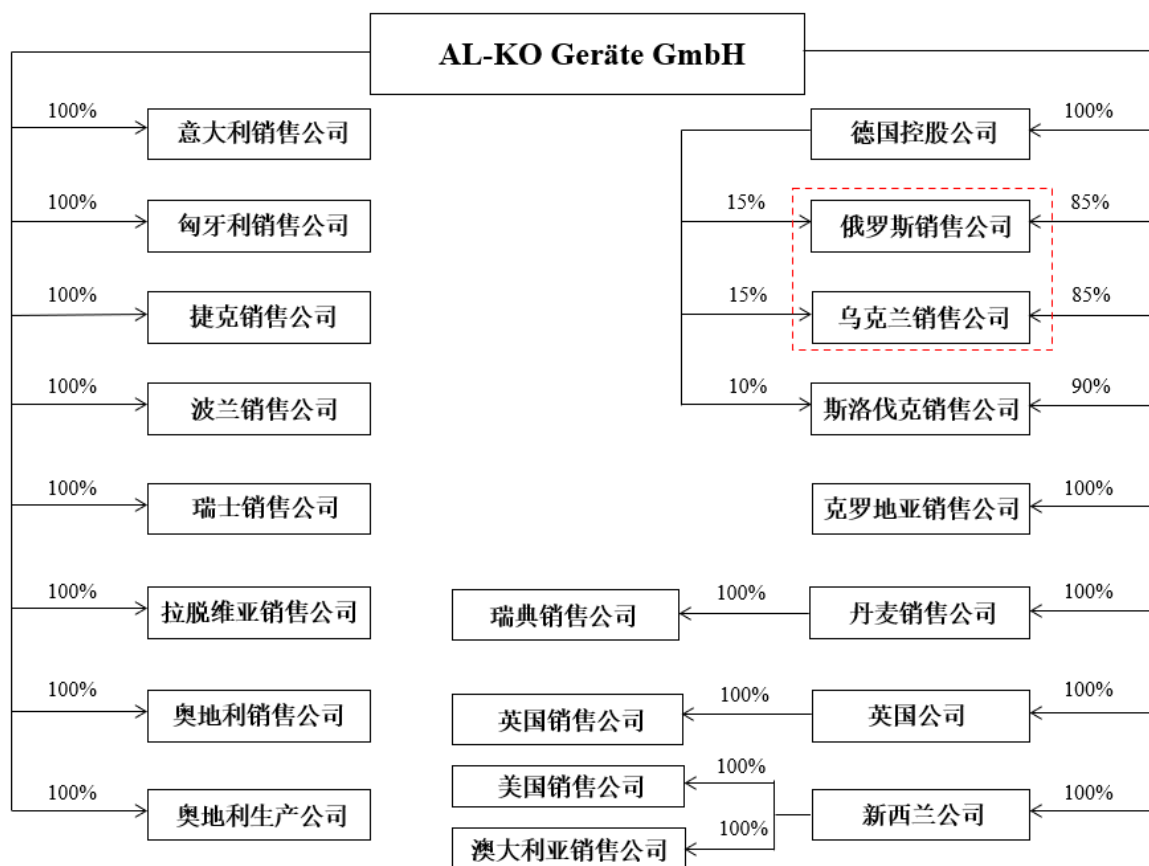 AL-KO Geräte GmbH
100%
意大利销售公司
德国控股公司
100%
100%
匈牙利销售公司
15%
俄罗斯销售公司
85%
100%
捷克销售公司
15%
乌克兰销售公司
85%
100%
波兰销售公司
10%
斯洛伐克销售公司
90%
100%
瑞士销售公司
克罗地亚销售公司
100%
100%
拉脱维亚销售公司
瑞典销售公司
100%
丹麦销售公司
100%
100%
奥地利销售公司
英国销售公司
100%
英国公司
100%
美国销售公司
100%
100%
奥地利生产公司
新西兰公司
100%
澳大利亚销售公司
100%